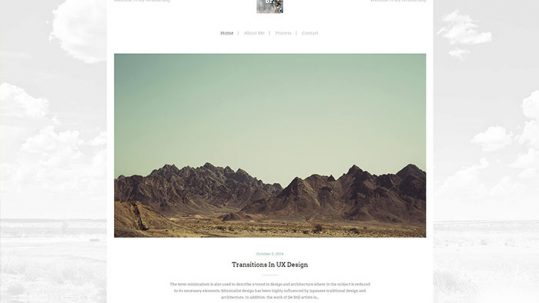 Home | About Me | Projects | Contact
October 5, 2014
Transitions In UX Design
The term minimalism is also used to describe a trend in design and architecture where in the subject is reduced
to its necessary elements. Minimalist design has been highly influenced by Japanese traditional design and
architecture. In addition, the work of De Stijl artists is